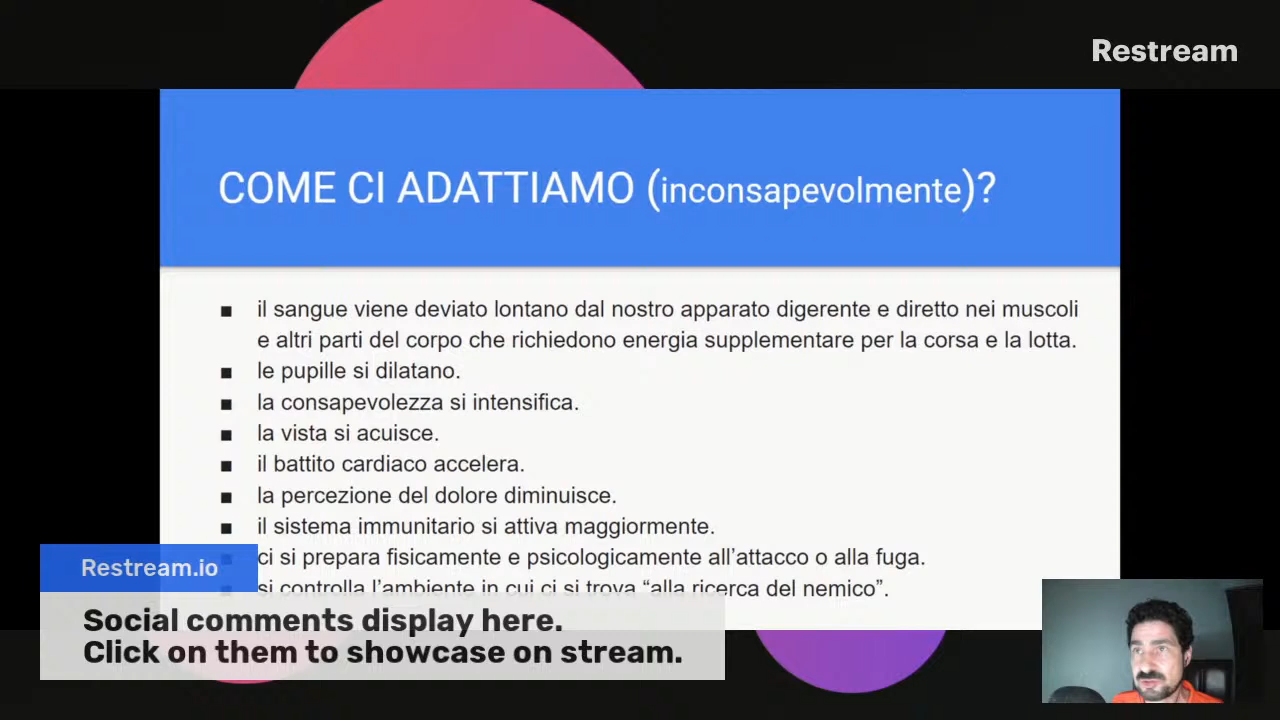 Restream
COME CI ADATTIAMO (inconsapevolmente)?
■ il sangue viene deviato lontano dal nostro apparato digerente e diretto nei muscoli
e altri parti del corpo che richiedono energia supplementare per la corsa e la lotta.
■ le pupille si dilatano.
■ la consapevolezza si intensifica.
■ la vista si acuisce.
■ il battito cardiaco accelera.
■ la percezione del dolore diminuisce.
■ il sistema immunitario si attiva maggiormente.
■ ci si prepara fisicamente e psicologicamente all’attacco o alla fuga.
■ si controlla l’ambiente in cui ci si trova “alla ricerca del nemico”.
Restream.io
Social comments display here.
Click on them to showcase on stream.